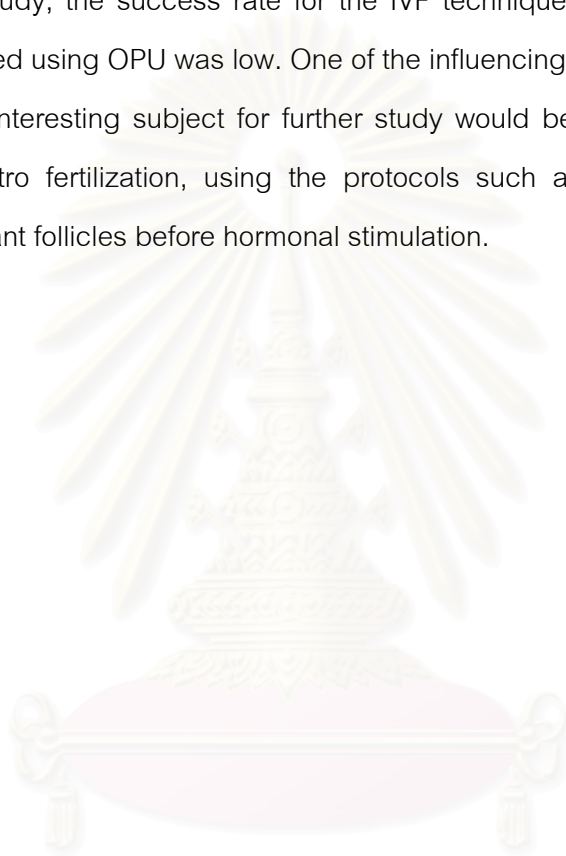 udy, the success rate for the IVF technique
ed using OPU was low. One of the influencing
nteresting subject for further study would be
tro fertilization, using the protocols such a
ant follicles before hormonal stimulation.